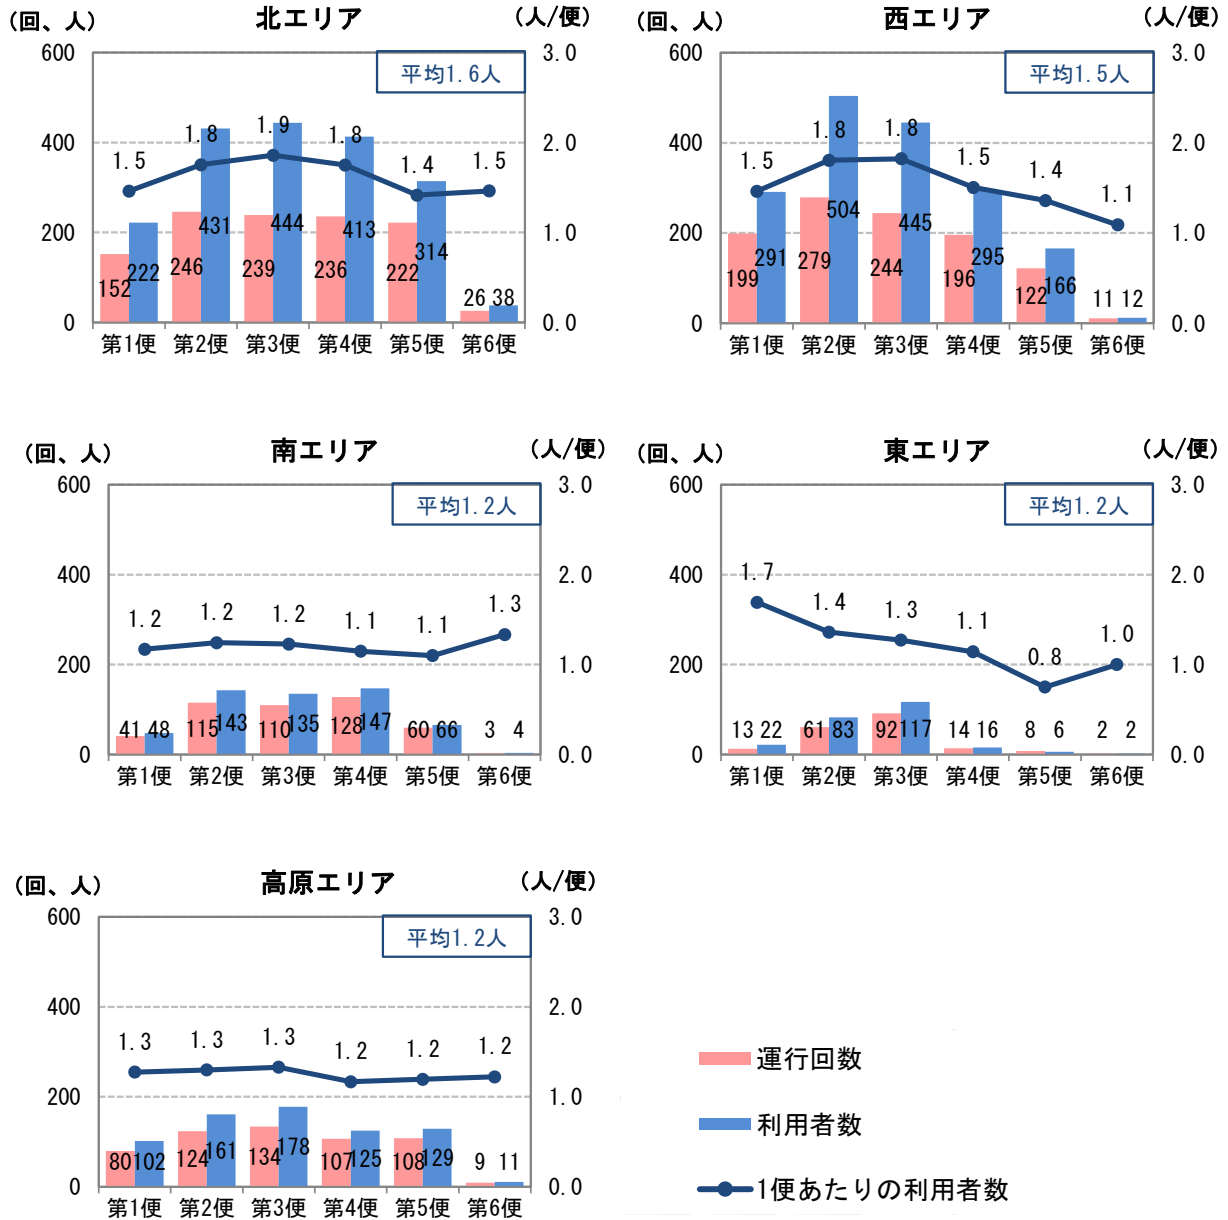 (回、人) 北エリア (人/便)
平均1.6人
600 3.0
400 2.0
200 1.0
0 0.0
1.5 1.8 1.9 1.8 1.4 1.5
152 222 246 431 239 444 236 413 222 314 26 38
第1便 第2便 第3便 第4便 第5便 第6便
(回、人) 西エリア (人/便)
平均1.5人
600 3.0
400 2.0
200 1.0
0 0.0
1.5 1.8 1.8 1.5 1.4 1.1
199 291 279 504 244 445 196 295 122 166 11 12
第1便 第2便 第3便 第4便 第5便 第6便
(回、人) 南エリア (人/便)
平均1.2人
600 3.0
400 2.0
200 1.0
0 0.0
1.2 1.2 1.2 1.1 1.1 1.3
41 48 115 143 110 135 128 147 60 66 3 4
第1便 第2便 第3便 第4便 第5便 第6便
(回、人) 東エリア (人/便)
平均1.2人
600 3.0
400 2.0
200 1.0
0 0.0
1.7 1.4 1.3 1.1 0.8 1.0
13 22 61 83 92 117 14 16 8 6 2 2
第1便 第2便 第3便 第4便 第5便 第6便
(回、人) 高原エリア (人/便)
平均1.2人
600 3.0
400 2.0
200 1.0
0 0.0
1.3 1.3 1.3 1.2 1.2 1.2
80 102 124 161 134 178 107 125 108 129 9 11
第1便 第2便 第3便 第4便 第5便 第6便
運行回数
利用者数
1便あたりの利用者数